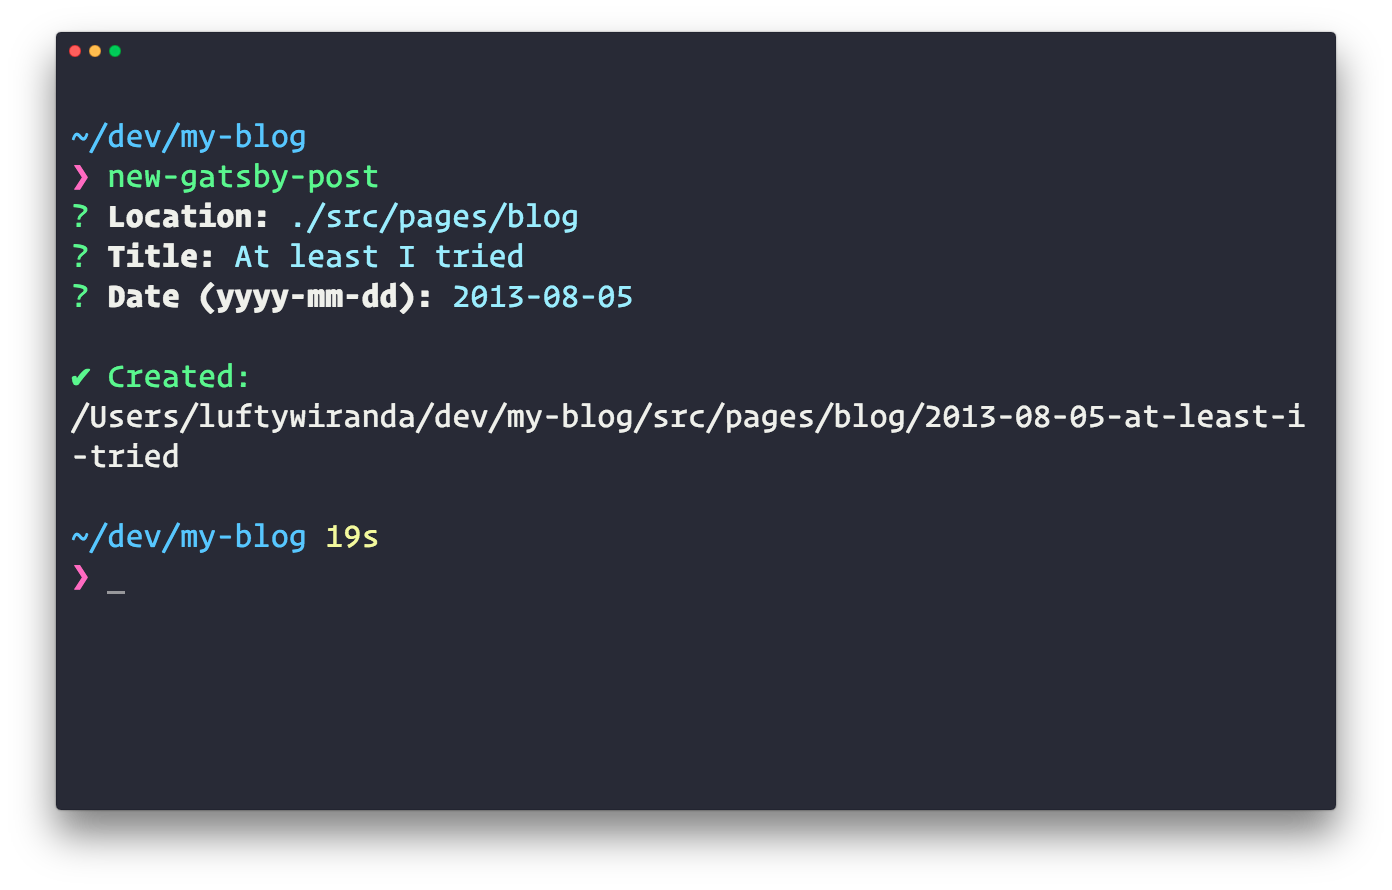 ~/dev/my-blog
❯ new-gatsby-post
? Location: ./src/pages/blog
? Title: At least I tried
? Date (yyyy-mm-dd): 2013-08-05
✔ Created:
/Users/luftywiranda/dev/my-blog/src/pages/blog/2013-08-05-at-least-i
-tried
~/dev/my-blog 19s
❯ _